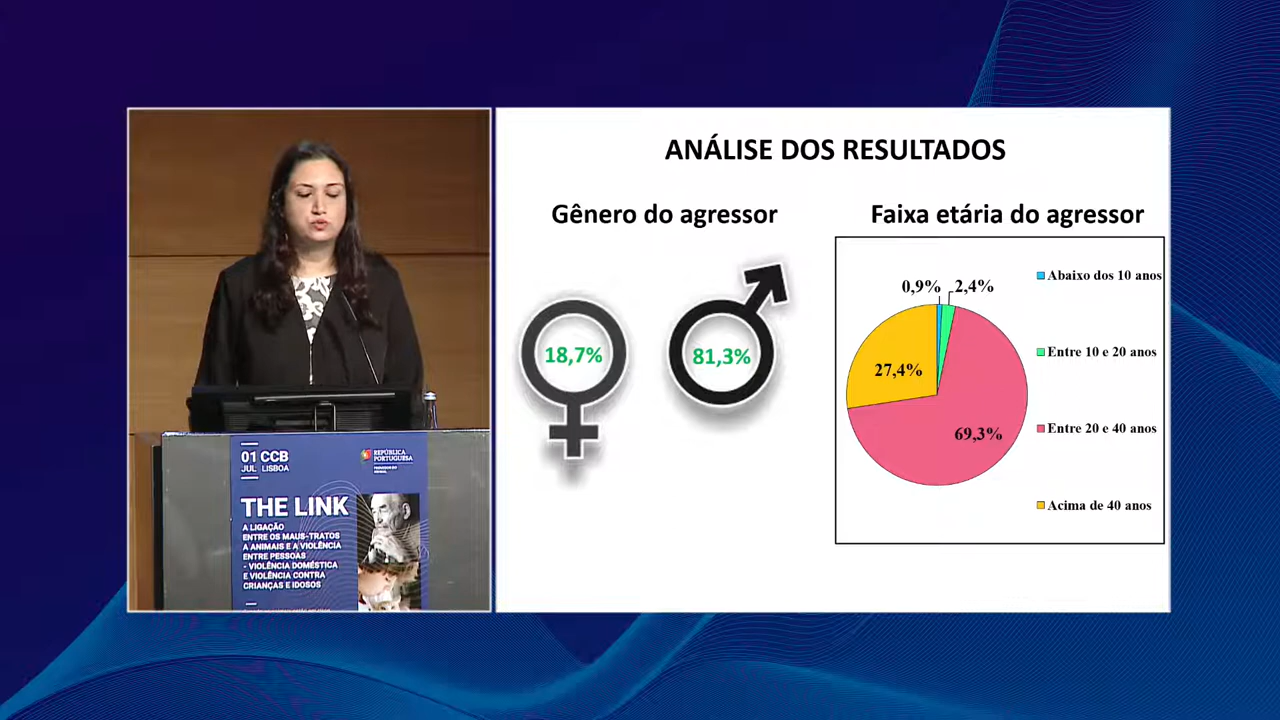 ANÁLISE DOS RESULTADOS
Gênero do agressor
Faixa etária do agressor
18,7%
81,3%
0,9%
2,4%
27,4%
69,3%
Abaixo dos 10 anos
Entre 10 e 20 anos
Entre 20 e 40 anos
Acima de 40 anos
01 CCB
JUL LISBOA
REPÚBLICA
PORTUGUESA
THE LINK
A LIGAÇÃO
ENTRE OS MAUS-TRATOS
A ANIMAIS E A VIOLÊNCIA
ENTRE PESSOAS
- VIOLÊNCIA DOMÉSTICA
E VIOLÊNCIA CONTRA
CRIANÇAS E IDOSOS